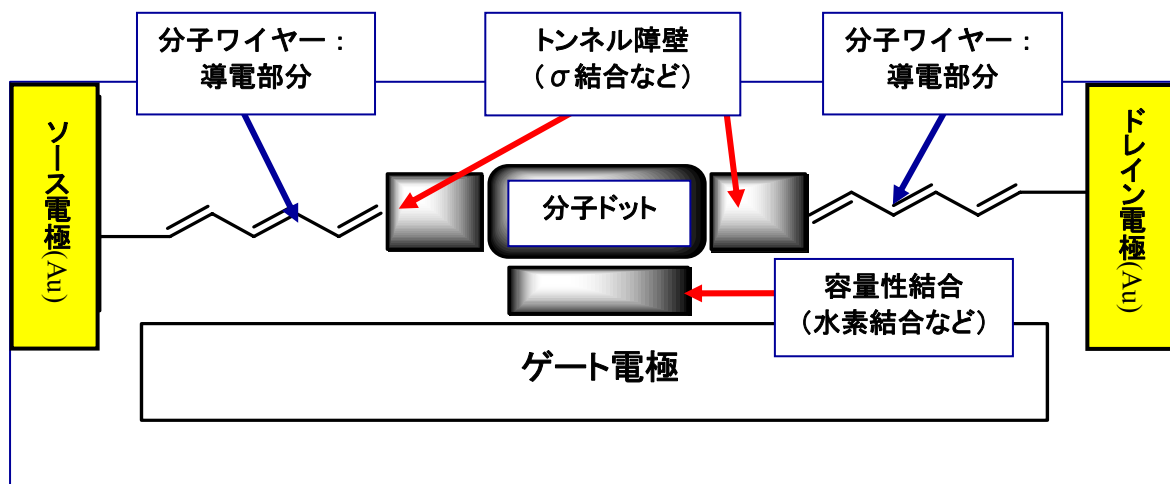 分子ワイヤー：
導電部分
トンネル障壁
（σ結合など）
分子ワイヤー：
導電部分
ソース電極(Au)
分子ドット
ドレイン電極(Au)
容量性結合
（水素結合など）
ゲート電極